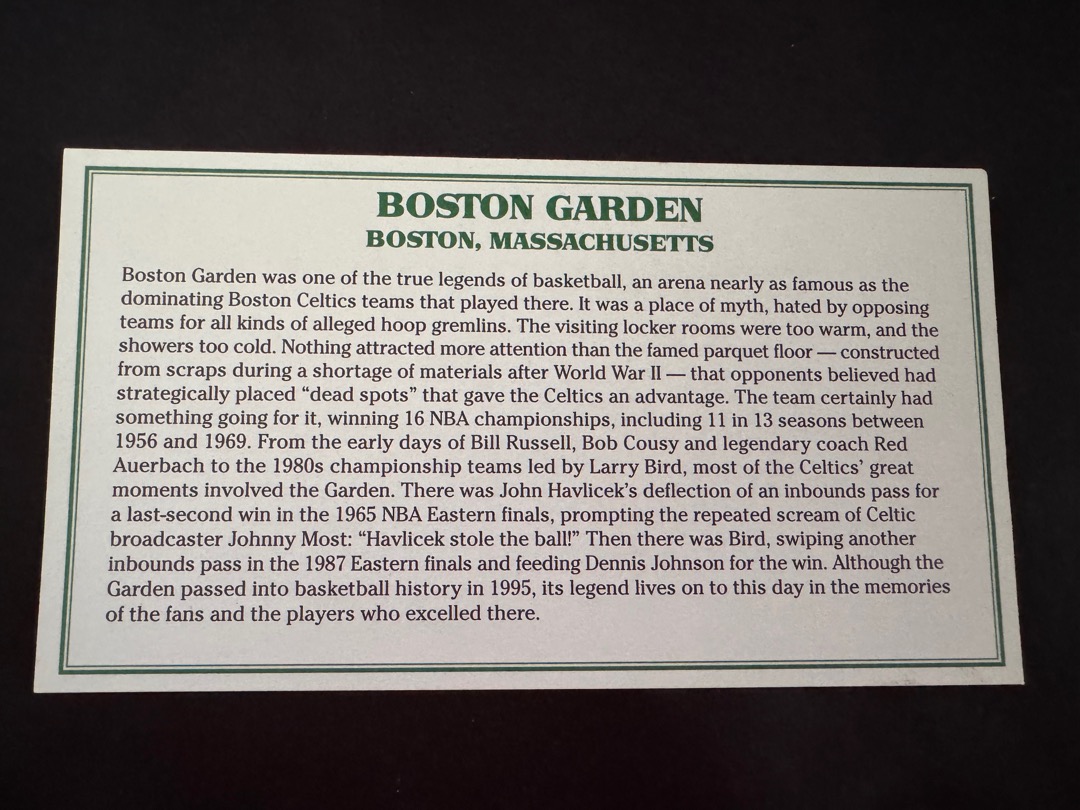 BOSTON GARDEN
BOSTON, MASSACHUSETTS
Boston Garden was one of the true legends of basketball, an arena nearly as famous as the
dominating Boston Celtics teams that played there. It was a place of myth, hated by opposing
teams for all kinds of alleged hoop gremlins. The visiting locker rooms were too warm, and the
showers too cold. Nothing attracted more attention than the famed parquet floor — constructed
from scraps during a shortage of materials after World War II — that opponents believed had
strategically placed “dead spots” that gave the Celtics an advantage. The team certainly had
something going for it, winning 16 NBA championships, including 11 in 13 seasons between
1956 and 1969. From the early days of Bill Russell, Bob Cousy and legendary coach Red
Auerbach to the 1980s championship teams led by Larry Bird, most of the Celtics’ great
moments involved the Garden. There was John Havlicek’s deflection of an inbounds pass for
a last-second win in the 1965 NBA Eastern finals, prompting the repeated scream of Celtic
broadcaster Johnny Most: “Havlicek stole the ball!” Then there was Bird, swiping another
inbounds pass in the 1987 Eastern finals and feeding Dennis Johnson for the win. Although the
Garden passed into basketball history in 1995, its legend lives on to this day in the memories
of the fans and the players who excelled there.